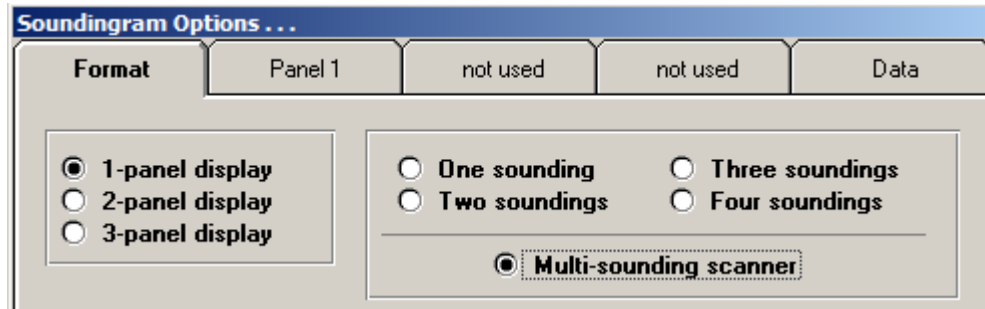 Soundingram Options . . .
Format Panel 1 not used not used Data
1-panel display
2-panel display
3-panel display
One sounding Three soundings
Two soundings Four soundings
Multi-sounding scanner